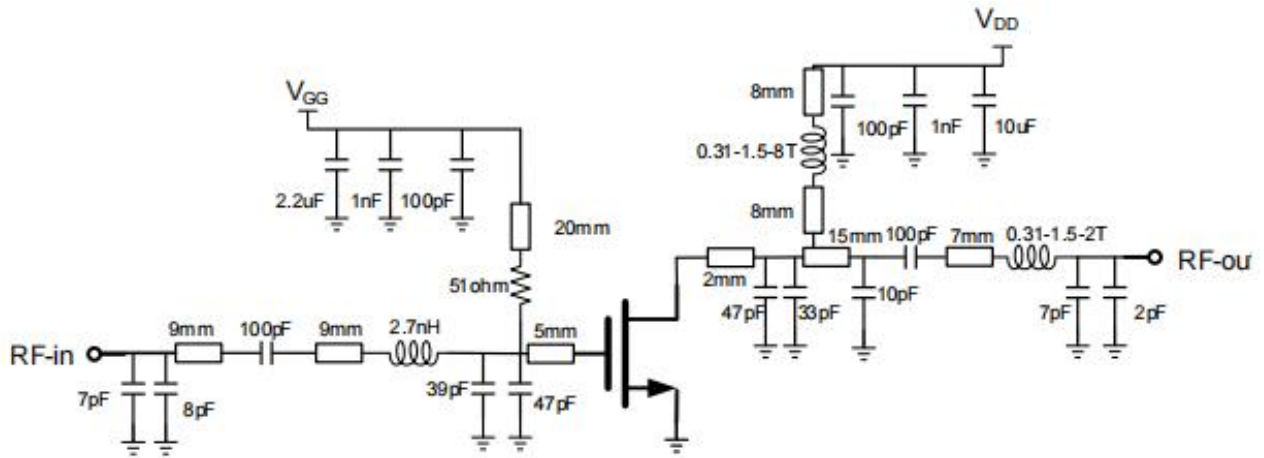 VDD
8mm
100pF
1nF
10uF
0.31-1.5-8T
8mm
VGG
2.2uF
1nF
100pF
20mm
51ohm
15mm
100pF
7mm
0.31-1.5-2T
RF-ou
2mm
47pF
33pF
10pF
7pF
2pF
RF-in
9mm
100pF
9mm
2.7nH
5mm
7pF
8pF
39pF
47pF